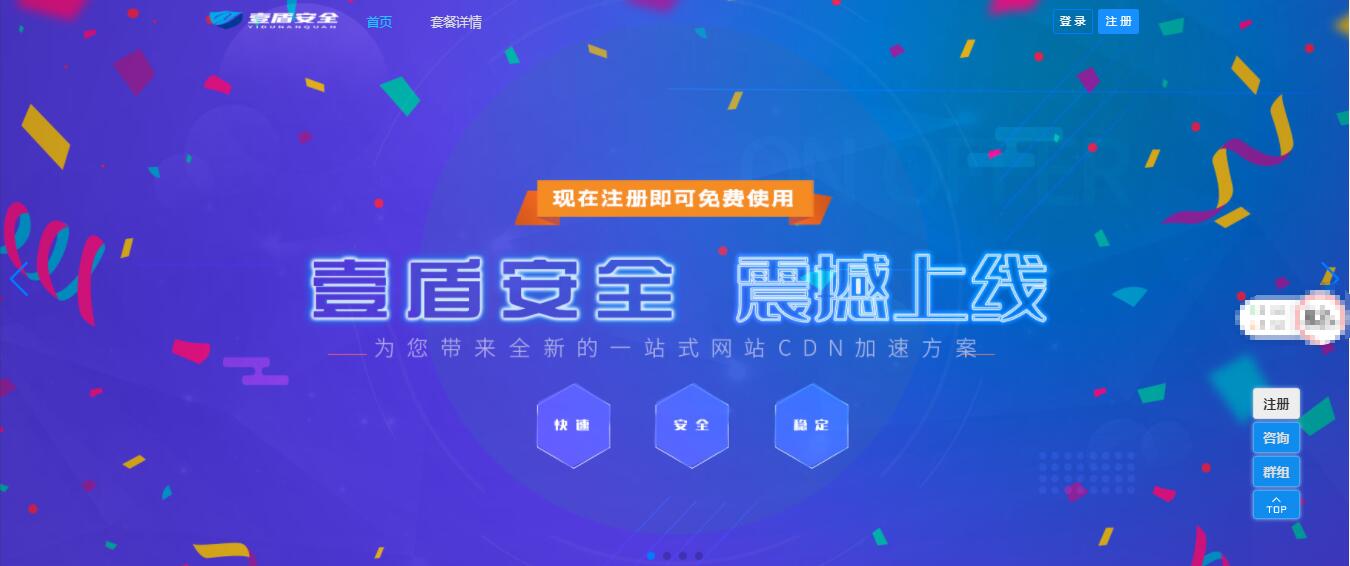 壹盾安全
YIDUNANQUAN
首页
套餐详情
登录
注册
ON OFFER
现在注册即可免费使用
壹盾安全 震撼上线
为您带来全新的一站式网站CDN加速方案
快速
安全
稳定
注册
咨询
群组
TOP